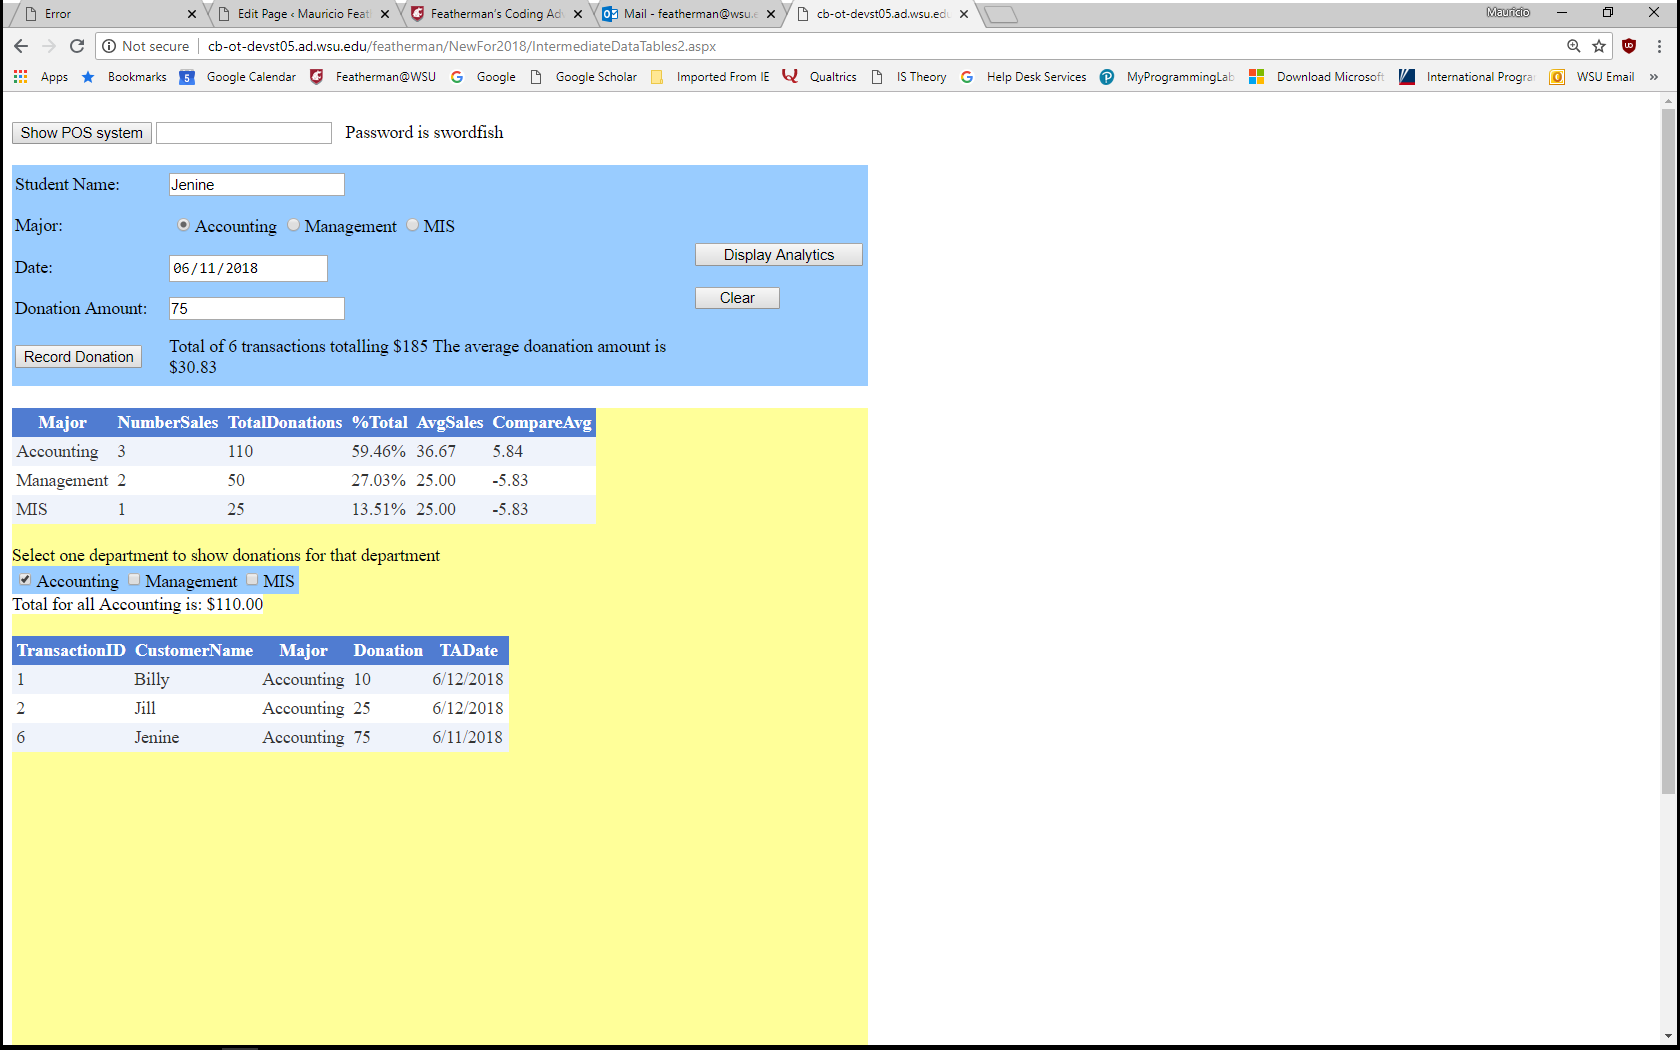 Error Edit Page ‹ Mauricio Feat Featherman's Coding Ad Mail - featherman@wsu.e cb-ot-devst05.ad.wsu.ed Mauricio
Not secure cb-ot-devst05.ad.wsu.edu/featherman/NewFor2018/IntermediateDataTables2.aspx
Apps Bookmarks 5 Google Calendar Featherman@WSU Google Google Scholar Imported From IE Qualtrics IS Theory Help Desk Services MyProgrammingLab Download Microsoft International Progra WSU Email »
Show POS system Password is swordfish
Student Name: Jenine
Major: Accounting Management MIS
Display Analytics
Date: 06/11/2018
Clear
Donation Amount: 75
Record Donation Total of 6 transactions totalling $185 The average doanation amount is
$30.83
Major NumberSales TotalDonations %Total AvgSales CompareAvg
Accounting 3 110 59.46% 36.67 5.84
Management 2 50 27.03% 25.00 -5.83
MIS 1 25 13.51% 25.00 -5.83
Select one department to show donations for that department
Accounting Management MIS
Total for all Accounting is: $110.00
TransactionID CustomerName Major Donation TADate
1 Billy Accounting 10 6/12/2018
2 Jill Accounting 25 6/12/2018
6 Jenine Accounting 75 6/11/2018